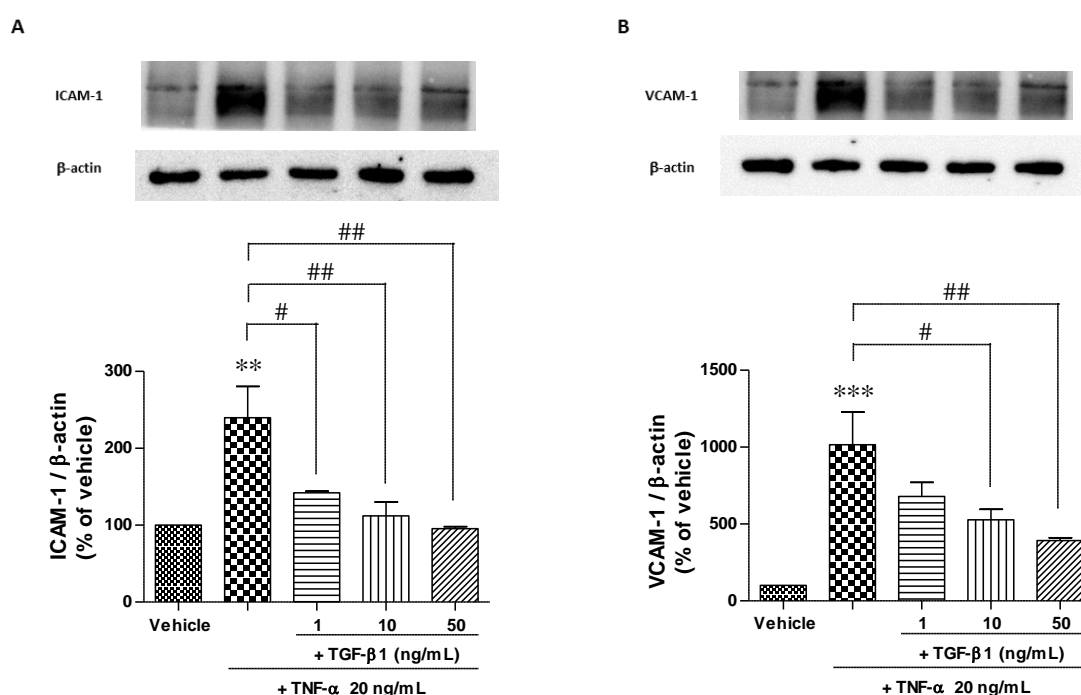 A
ICAM-1
β-actin
##
##
#
**
300
200
100
0
ICAM-1 / β-actin
(% of vehicle)
Vehicle
1
10
50
+ TGF-β1 (ng/mL)
+ TNF-α 20 ng/mL
B
VCAM-1
β-actin
##
#
***
1500
1000
500
0
VCAM-1 / β-actin
(% of vehicle)
Vehicle
1
10
50
+ TGF-β1 (ng/mL)
+ TNF-α 20 ng/mL